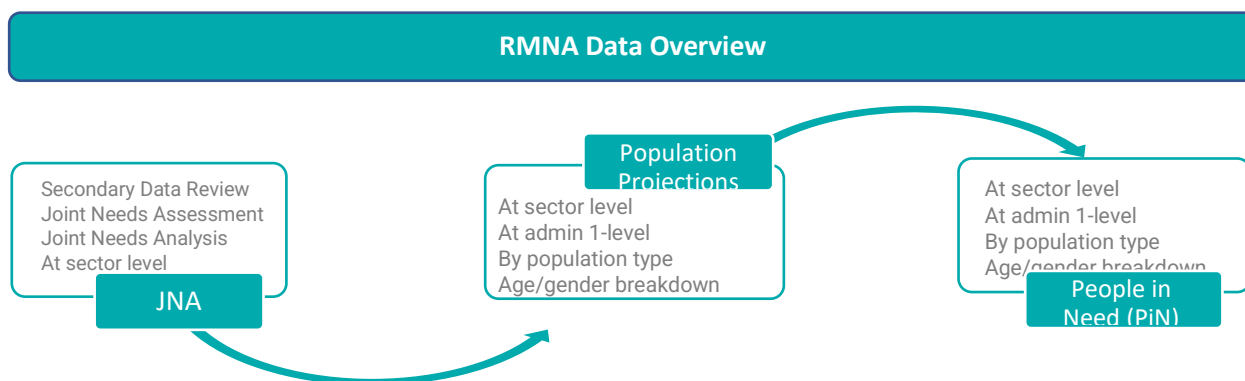 RMNA Data Overview
Secondary Data Review
Joint Needs Assessment
Joint Needs Analysis
At sector level
JNA
Population
Projections
At sector level
At admin 1-level
By population type
Age/gender breakdown
At sector level
At admin 1-level
By population type
Age/gender breakdown
People in
Need (PiN)